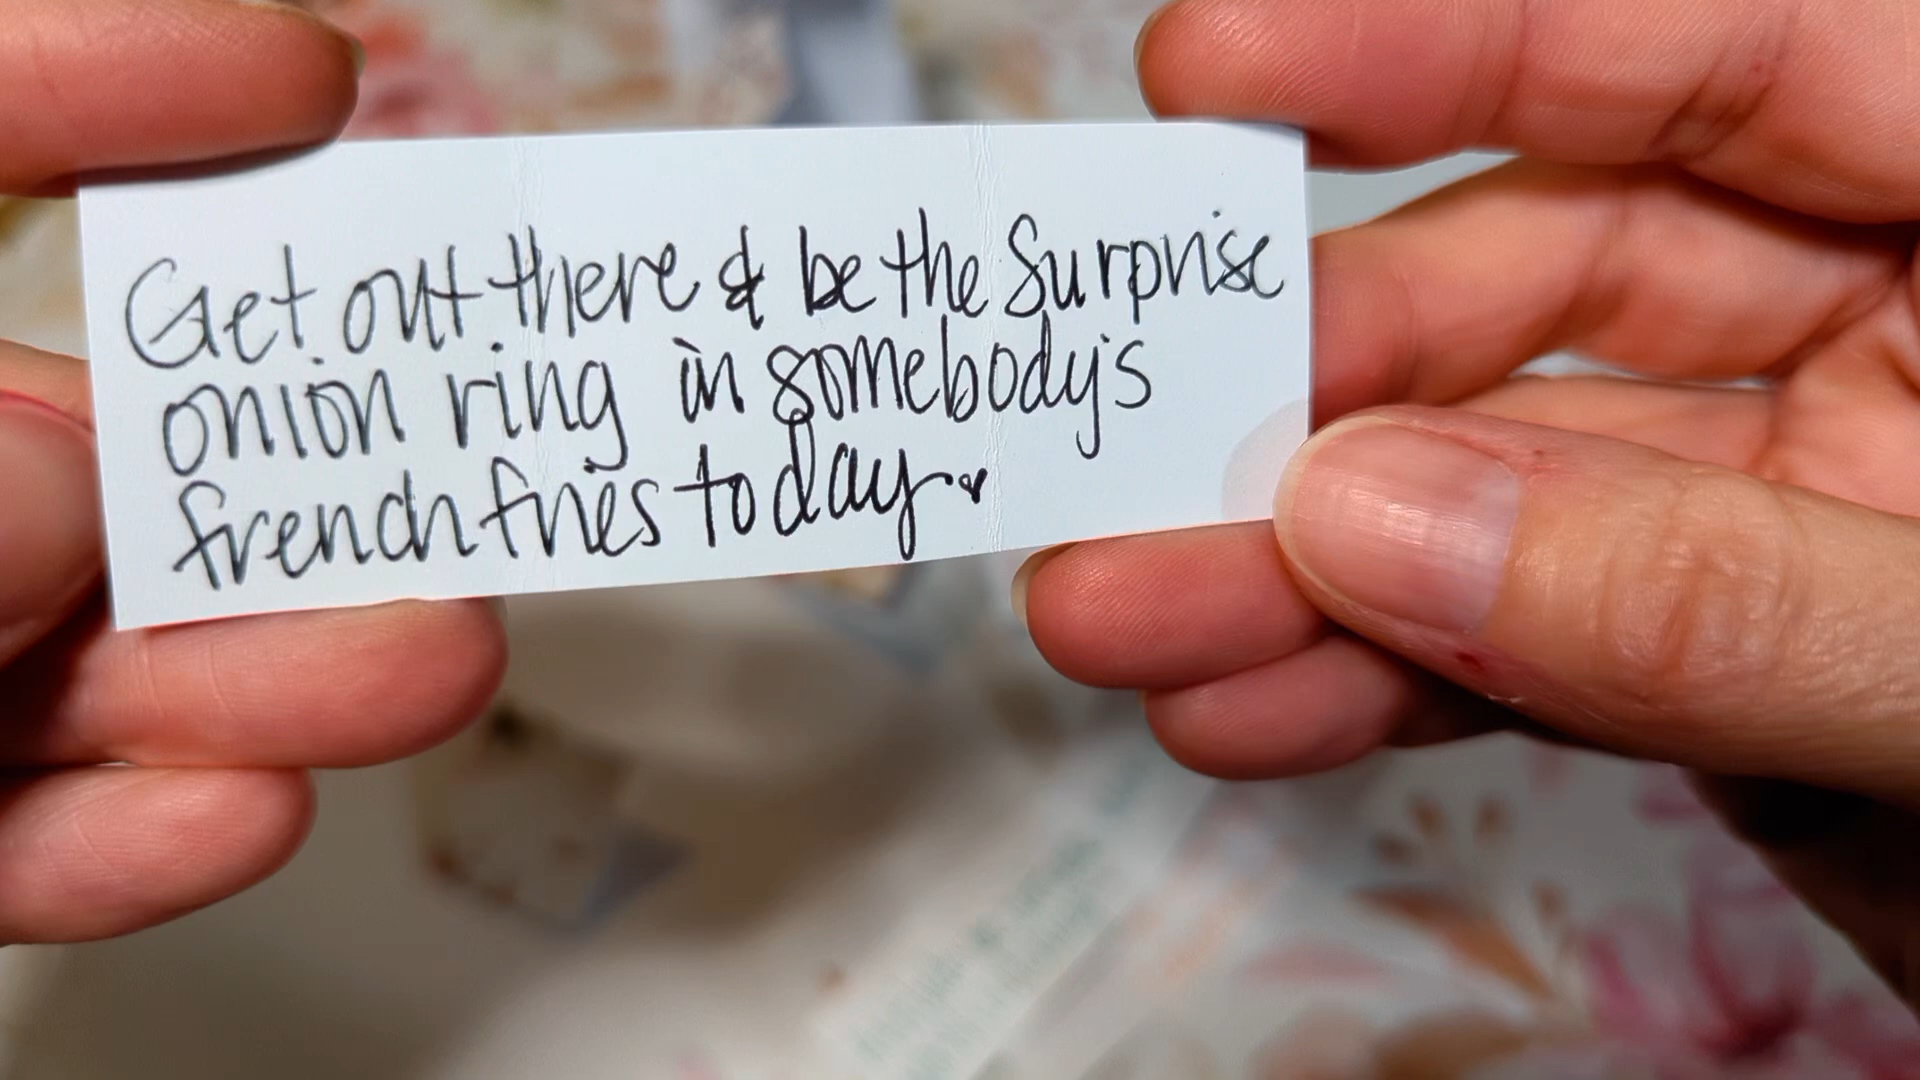 Get out there & be the Surprise
onion ring in somebody's
french fries today ♥